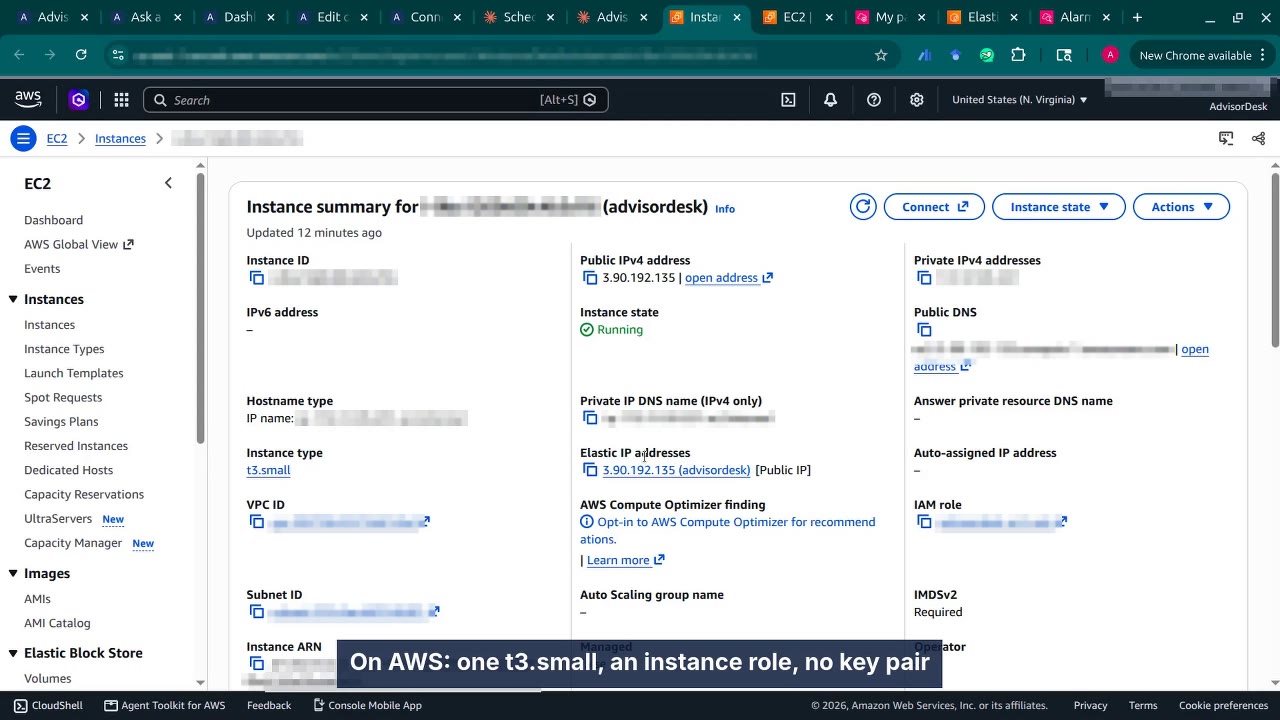 Advis
Ask a
Dashl
Edit c
Conn
Sched
Advis
Instar
EC2 |
My pa
Elasti
Alarm
New Chrome available
aws
Search
[Alt+S]
United States (N. Virginia)
AdvisorDesk
EC2
Instances
EC2
Dashboard
AWS Global View
Events
Instances
Instances
Instance Types
Launch Templates
Spot Requests
Savings Plans
Reserved Instances
Dedicated Hosts
Capacity Reservations
UltraServers New
Capacity Manager New
Images
AMIs
AMI Catalog
Elastic Block Store
Volumes
Instance summary for (advisordesk) Info
Updated 12 minutes ago
Connect
Instance state
Actions
Instance ID
Public IPv4 address
3.90.192.135 | open address
Private IPv4 addresses
IPv6 address
–
Instance state
Running
Public DNS
| open
address
Hostname type
IP name:
Private IP DNS name (IPv4 only)
Answer private resource DNS name
–
Instance type
t3.small
Elastic IP addresses
3.90.192.135 (advisordesk) [Public IP]
Auto-assigned IP address
–
VPC ID
AWS Compute Optimizer finding
Opt-in to AWS Compute Optimizer for recommend
ations.
| Learn more
IAM role
Subnet ID
Auto Scaling group name
–
IMDSv2
Required
Instance ARN
Managed
Operator
On AWS: one t3.small, an instance role, no key pair
CloudShell
Agent Toolkit for AWS
Feedback
Console Mobile App
© 2026, Amazon Web Services, Inc. or its affiliates.
Privacy
Terms
Cookie preferences